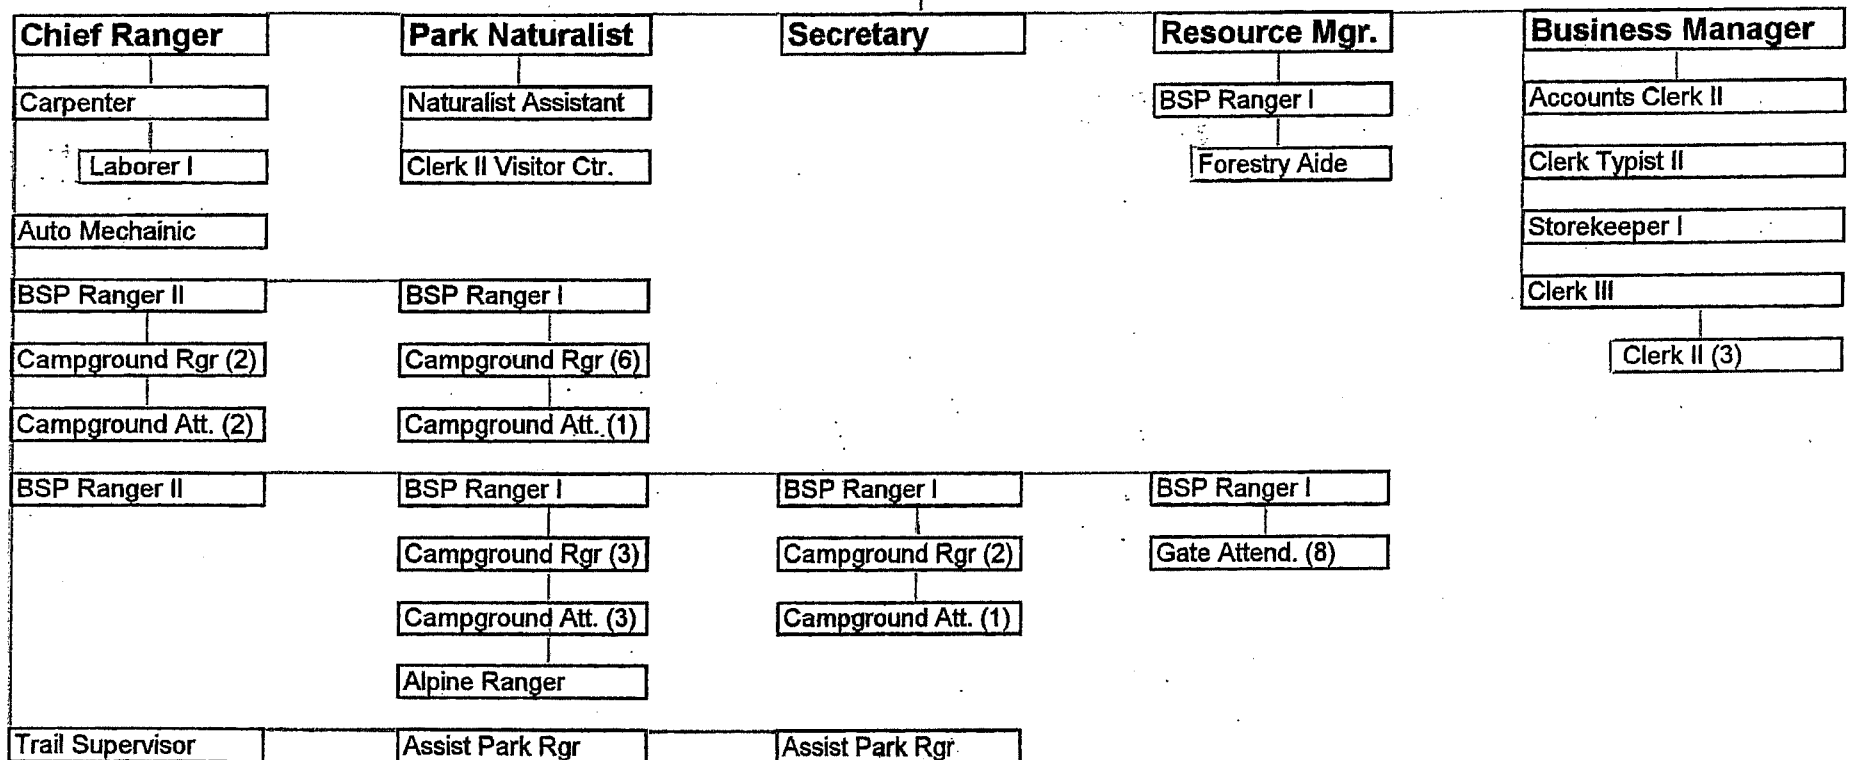 Chief Ranger
Park Naturalist
Secretary
Resource Mgr.
Business Manager
Carpenter
Naturalist Assistant
BSP Ranger I
Accounts Clerk II
Laborer I
Clerk II Visitor Ctr.
Forestry Aide
Clerk Typist II
Auto Mechainic
Storekeeper I
BSP Ranger II
BSP Ranger I
Clerk III
Campground Rgr (2)
Campground Rgr (6)
Clerk II (3)
Campground Att. (2)
Campground Att. (1)
BSP Ranger II
BSP Ranger I
BSP Ranger I
BSP Ranger I
Campground Rgr (3)
Campground Rgr (2)
Gate Attend. (8)
Campground Att. (3)
Campground Att. (1)
Alpine Ranger
Trail Supervisor
Assist Park Rgr
Assist Park Rgr